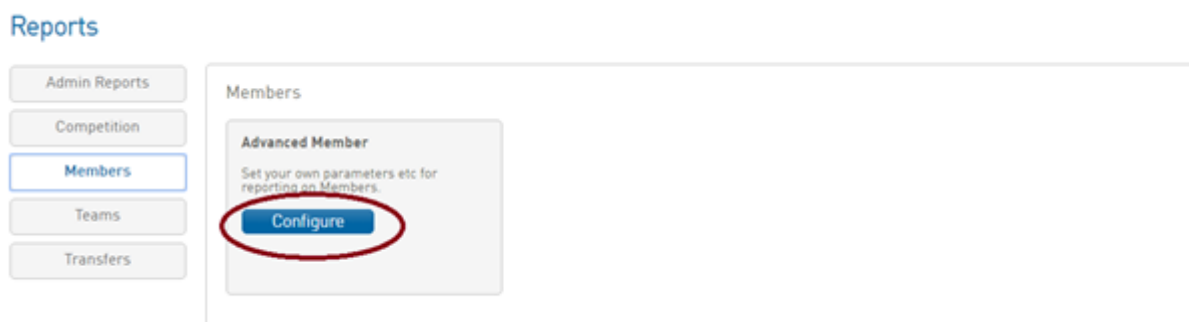 Reports
Admin Reports
Competition
Members
Teams
Transfers
Members
Advanced Member
Set your own parameters etc for
reporting on Members.
Configure